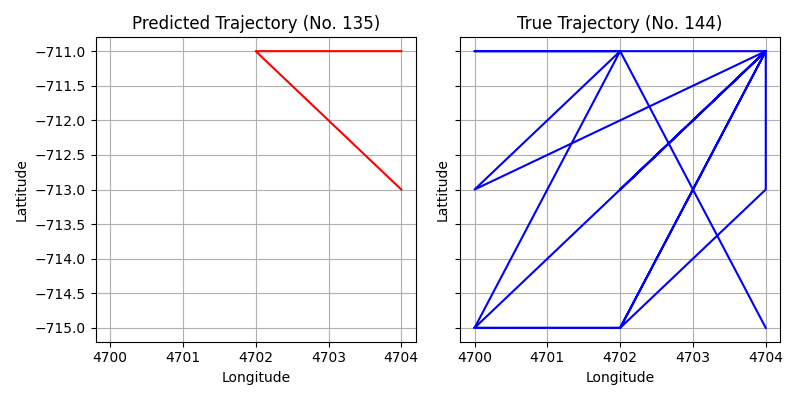 Predicted Trajectory (No. 135)
True Trajectory (No. 144)
Lattitude
−711.0
−711.5
−712.0
−712.5
−713.0
−713.5
−714.0
−714.5
−715.0
4700 4701 4702 4703 4704
Longitude
Lattitude
4700 4701 4702 4703 4704
Longitude